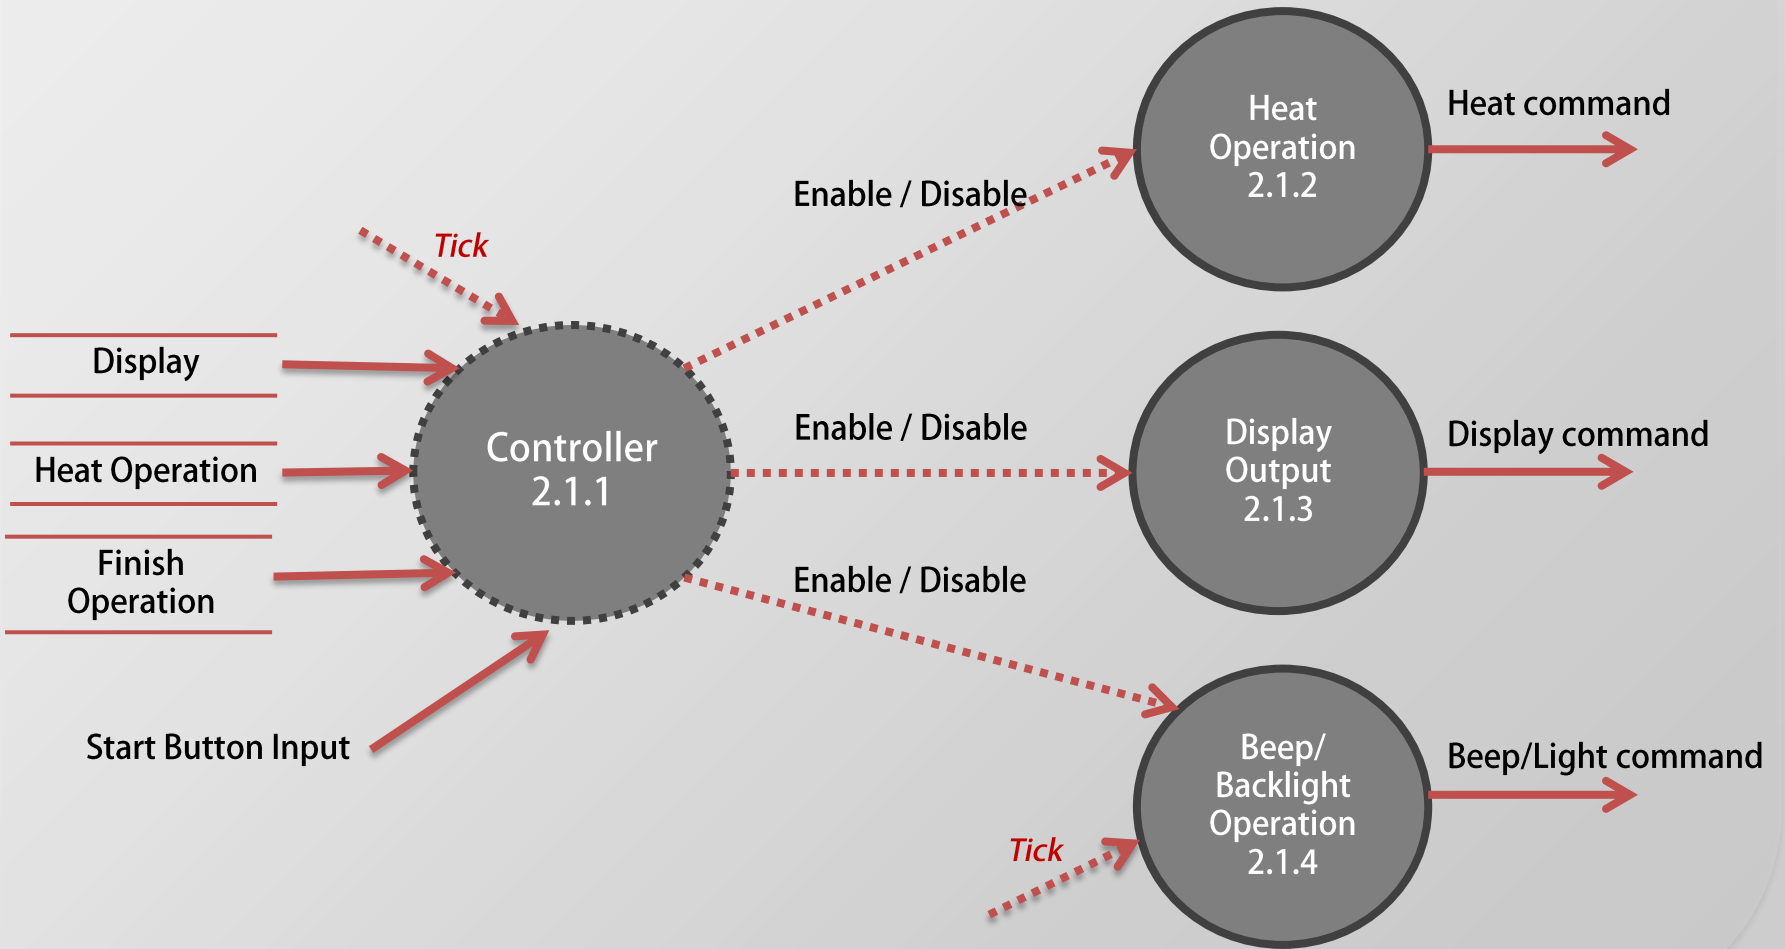 Heat
Operation
2.1.2
Heat command
Enable / Disable
Tick
Display
Heat Operation
Finish
Operation
Start Button Input
Controller
2.1.1
Enable / Disable
Display
Output
2.1.3
Display command
Enable / Disable
Beep/
Backlight
Operation
2.1.4
Beep/Light command
Tick